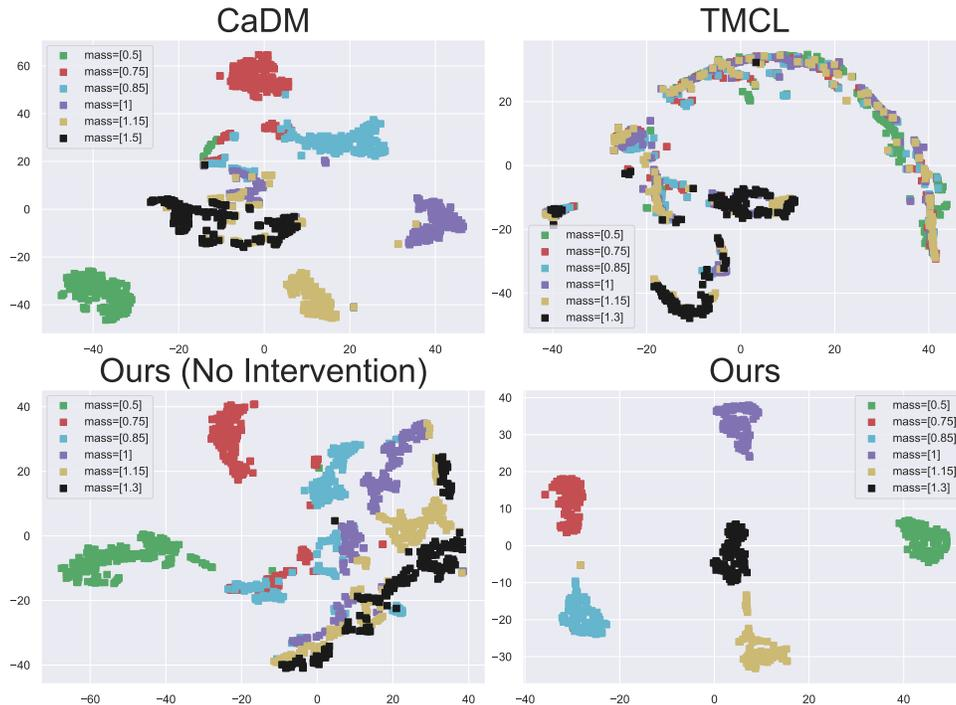 CaDM
mass=[0.5]
mass=[0.75]
mass=[0.85]
mass=[1]
mass=[1.15]
mass=[1.5]
60
40
20
0
−20
−40
−40
−20
0
20
40
TMCL
mass=[0.5]
mass=[0.75]
mass=[0.85]
mass=[1]
mass=[1.15]
mass=[1.3]
20
0
−20
−40
−40
−20
0
20
40
Ours (No Intervention)
mass=[0.5]
mass=[0.75]
mass=[0.85]
mass=[1]
mass=[1.15]
mass=[1.3]
40
20
0
−20
−40
−60
−40
−20
0
20
40
Ours
mass=[0.5]
mass=[0.75]
mass=[0.85]
mass=[1]
mass=[1.15]
mass=[1.3]
40
30
20
10
0
−10
−20
−30
−40
−20
0
20
40